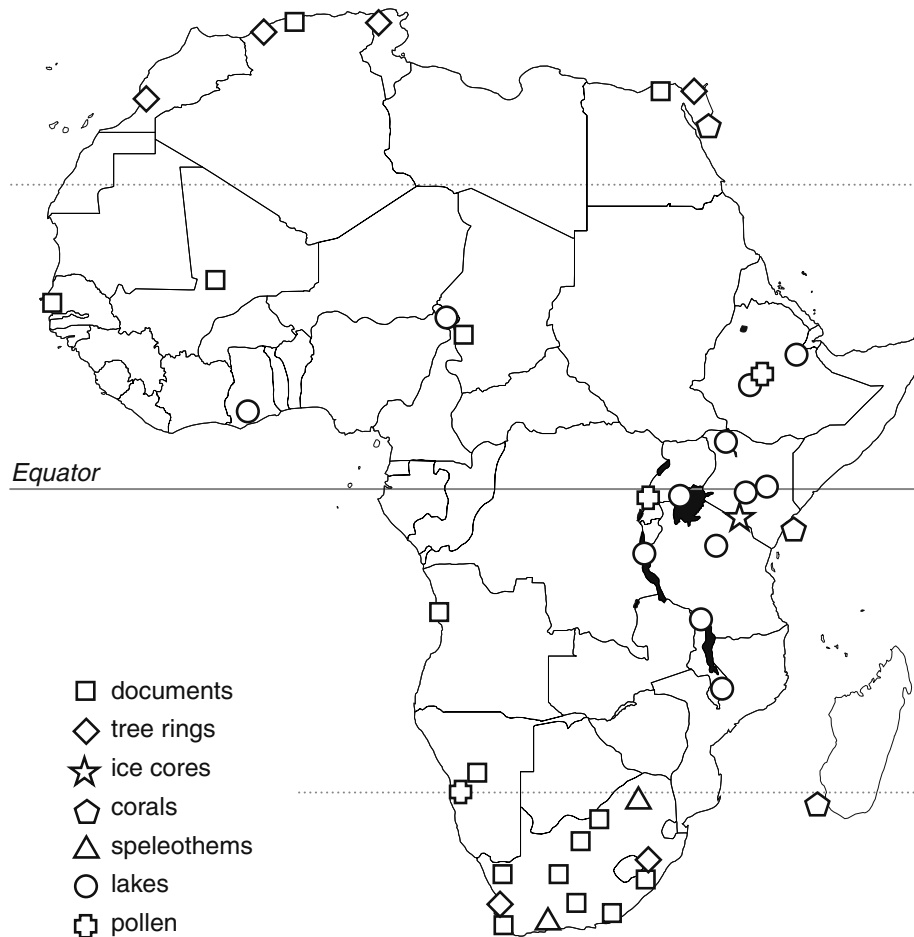 Equator
documents
tree rings
ice cores
corals
speleothems
lakes
pollen